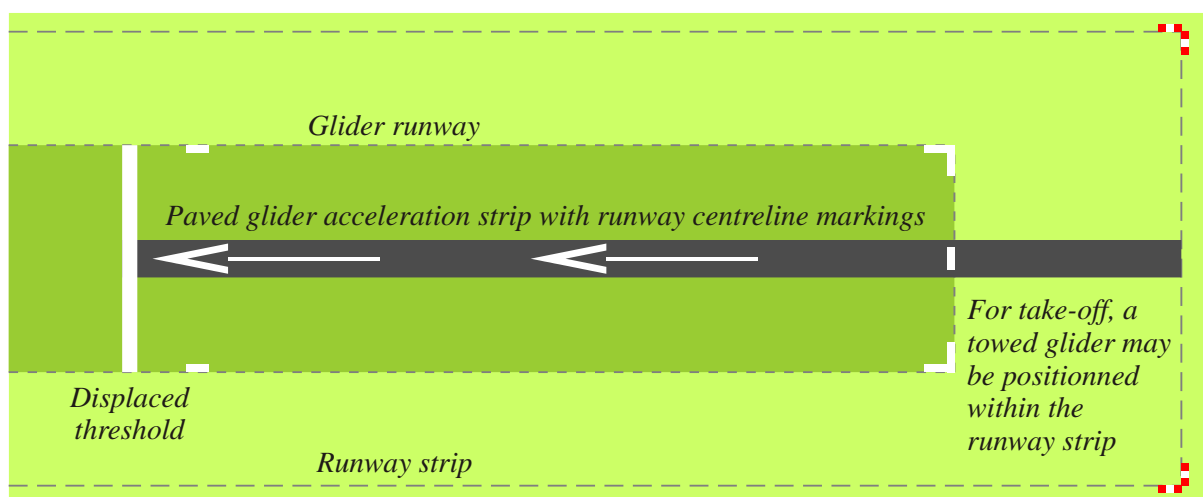 Glider runway
Paved glider acceleration strip with runway centreline markings
For take-off, a
towed glider may
be positionned
within the
runway strip
Displaced
threshold
Runway strip